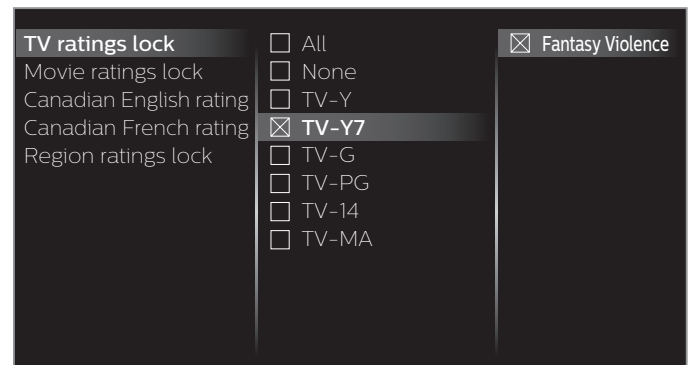 TV ratings lock
Movie ratings lock
Canadian English rating
Canadian French rating
Region ratings lock
All
None
TV-Y
TV-Y7
TV-G
TV-PG
TV-14
TV-MA
Fantasy Violence